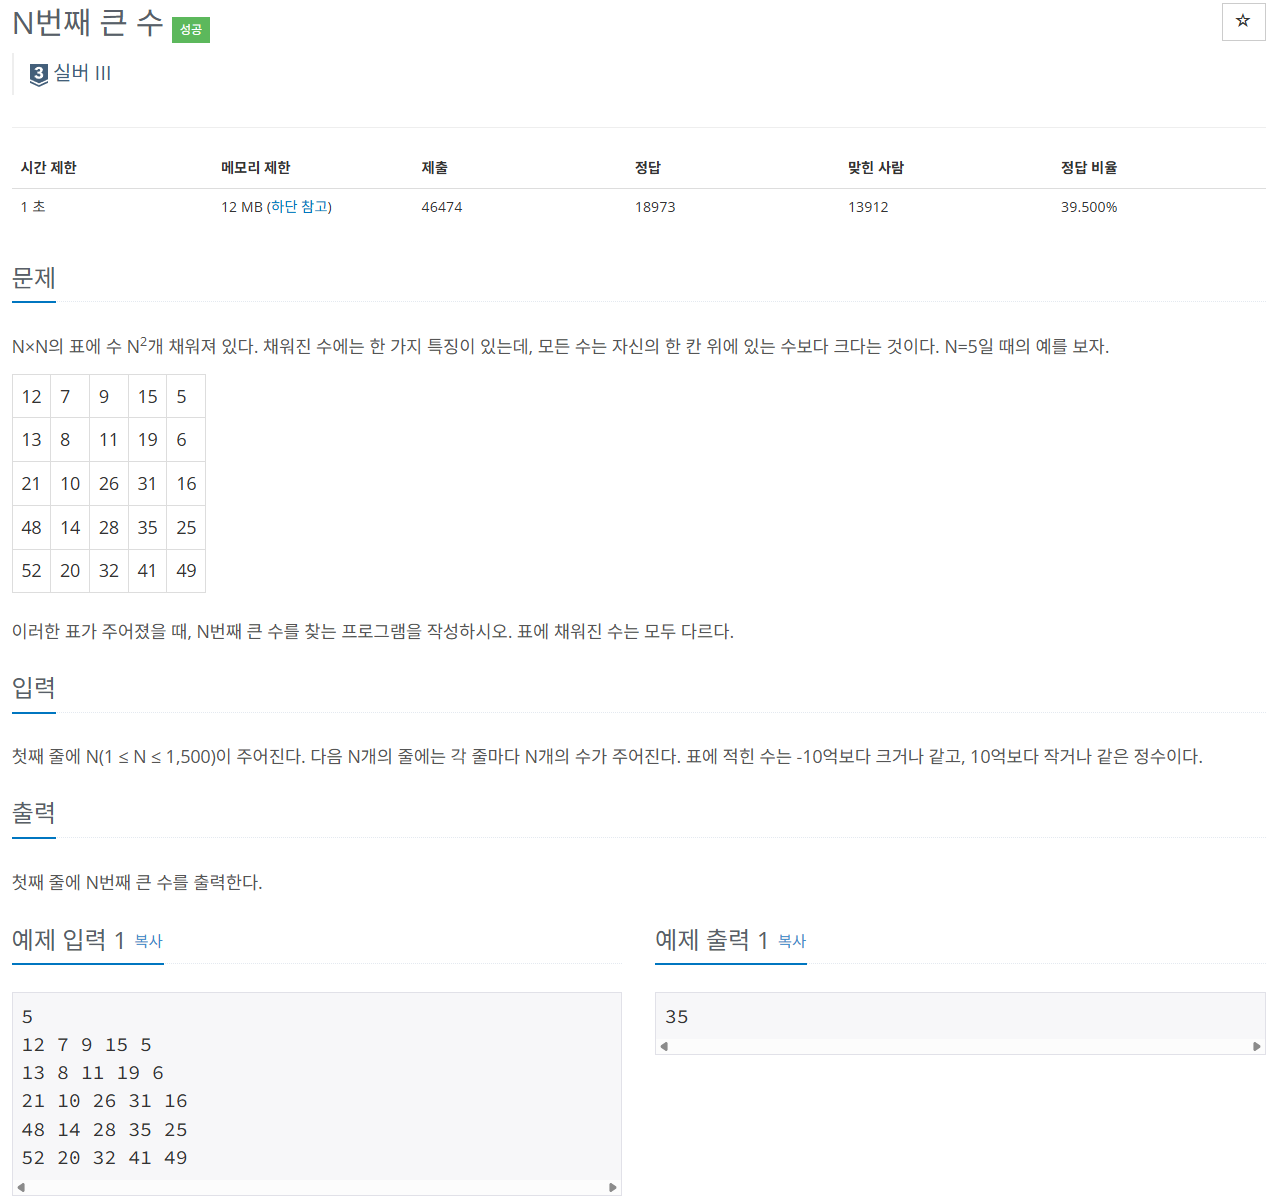 N번째 큰 수 성공
☆
3 실버 III
시간 제한 메모리 제한 제출 정답 맞힌 사람 정답 비율
1 초 12 MB (하단 참고) 46474 18973 13912 39.500%
문제
N×N의 표에 수 N²개 채워져 있다. 채워진 수에는 한 가지 특징이 있는데, 모든 수는 자신의 한 칸 위에 있는 수보다 크다는 것이다. N=5일 때의 예를 보자.
12 7 9 15 5
13 8 11 19 6
21 10 26 31 16
48 14 28 35 25
52 20 32 41 49
이러한 표가 주어졌을 때, N번째 큰 수를 찾는 프로그램을 작성하시오. 표에 채워진 수는 모두 다르다.
입력
첫째 줄에 N(1 ≤ N ≤ 1,500)이 주어진다. 다음 N개의 줄에는 각 줄마다 N개의 수가 주어진다. 표에 적힌 수는 -10억보다 크거나 같고, 10억보다 작거나 같은 정수이다.
출력
첫째 줄에 N번째 큰 수를 출력한다.
예제 입력 1 복사
5
12 7 9 15 5
13 8 11 19 6
21 10 26 31 16
48 14 28 35 25
52 20 32 41 49
예제 출력 1 복사
35